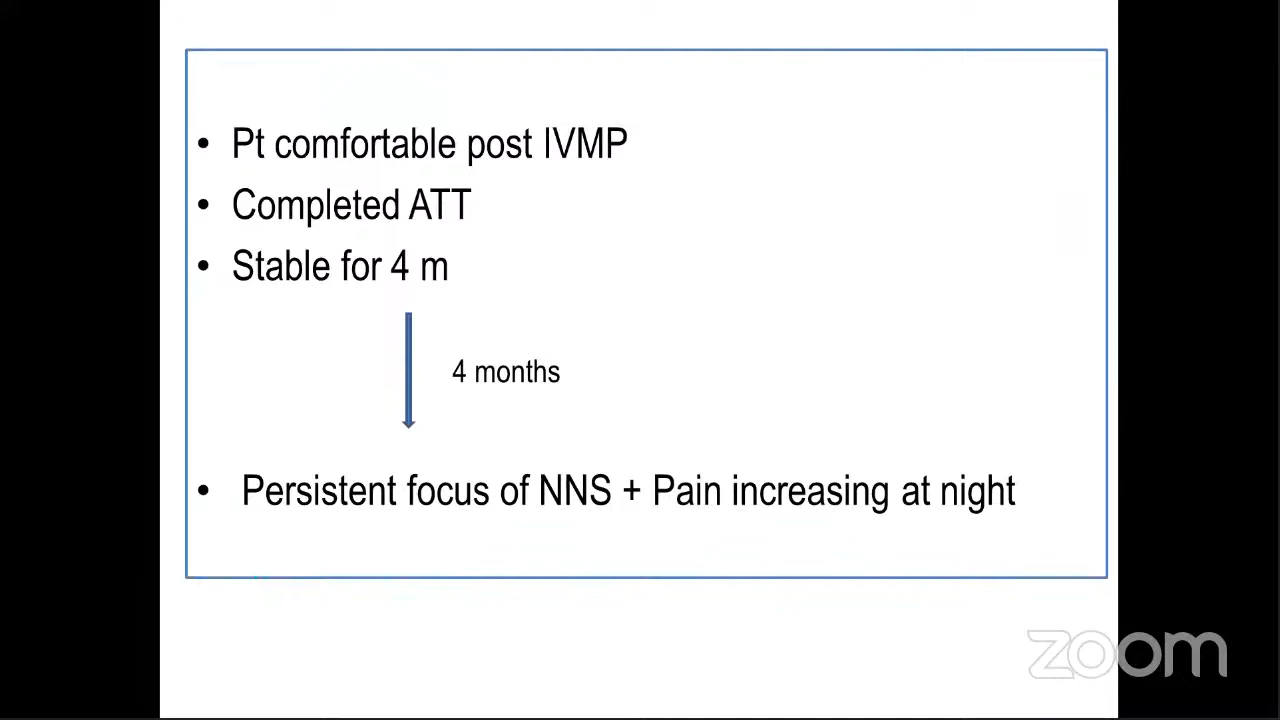 • Pt comfortable post IVMP
• Completed ATT
• Stable for 4 m
4 months
• Persistent focus of NNS + Pain increasing at night
zoom